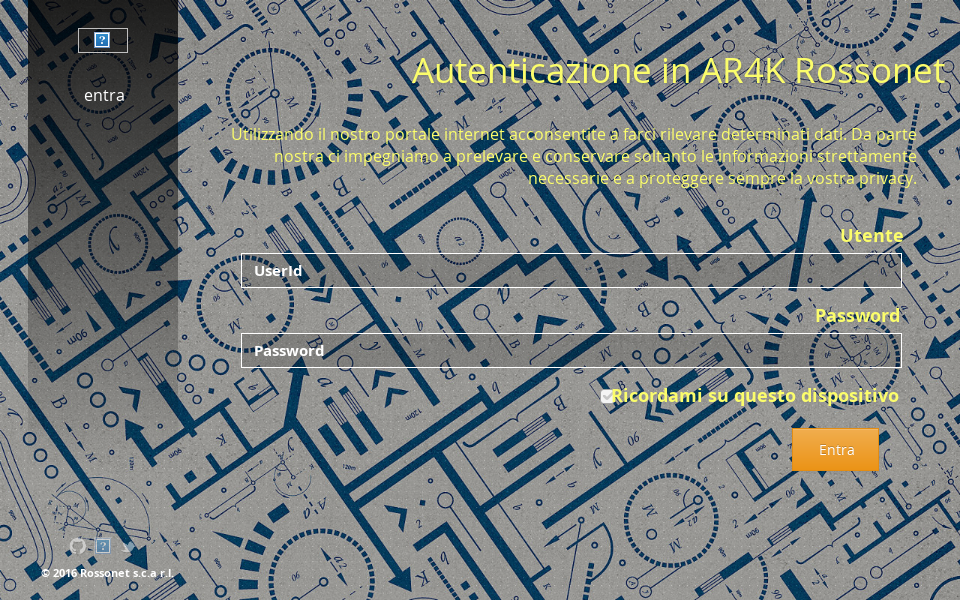 entra
Autenticazione in AR4K Rossonet
Utilizzando il nostro portale internet acconsentite a farci rilevare determinati dati. Da parte
nostra ci impegniamo a prelevare e conservare soltanto le informazioni strettamente
necessarie e a proteggere sempre la vostra privacy.
Utente
UserId
Password
Password
Ricordami su questo dispositivo
Entra
© 2016 Rossonet s.c.a r.l.